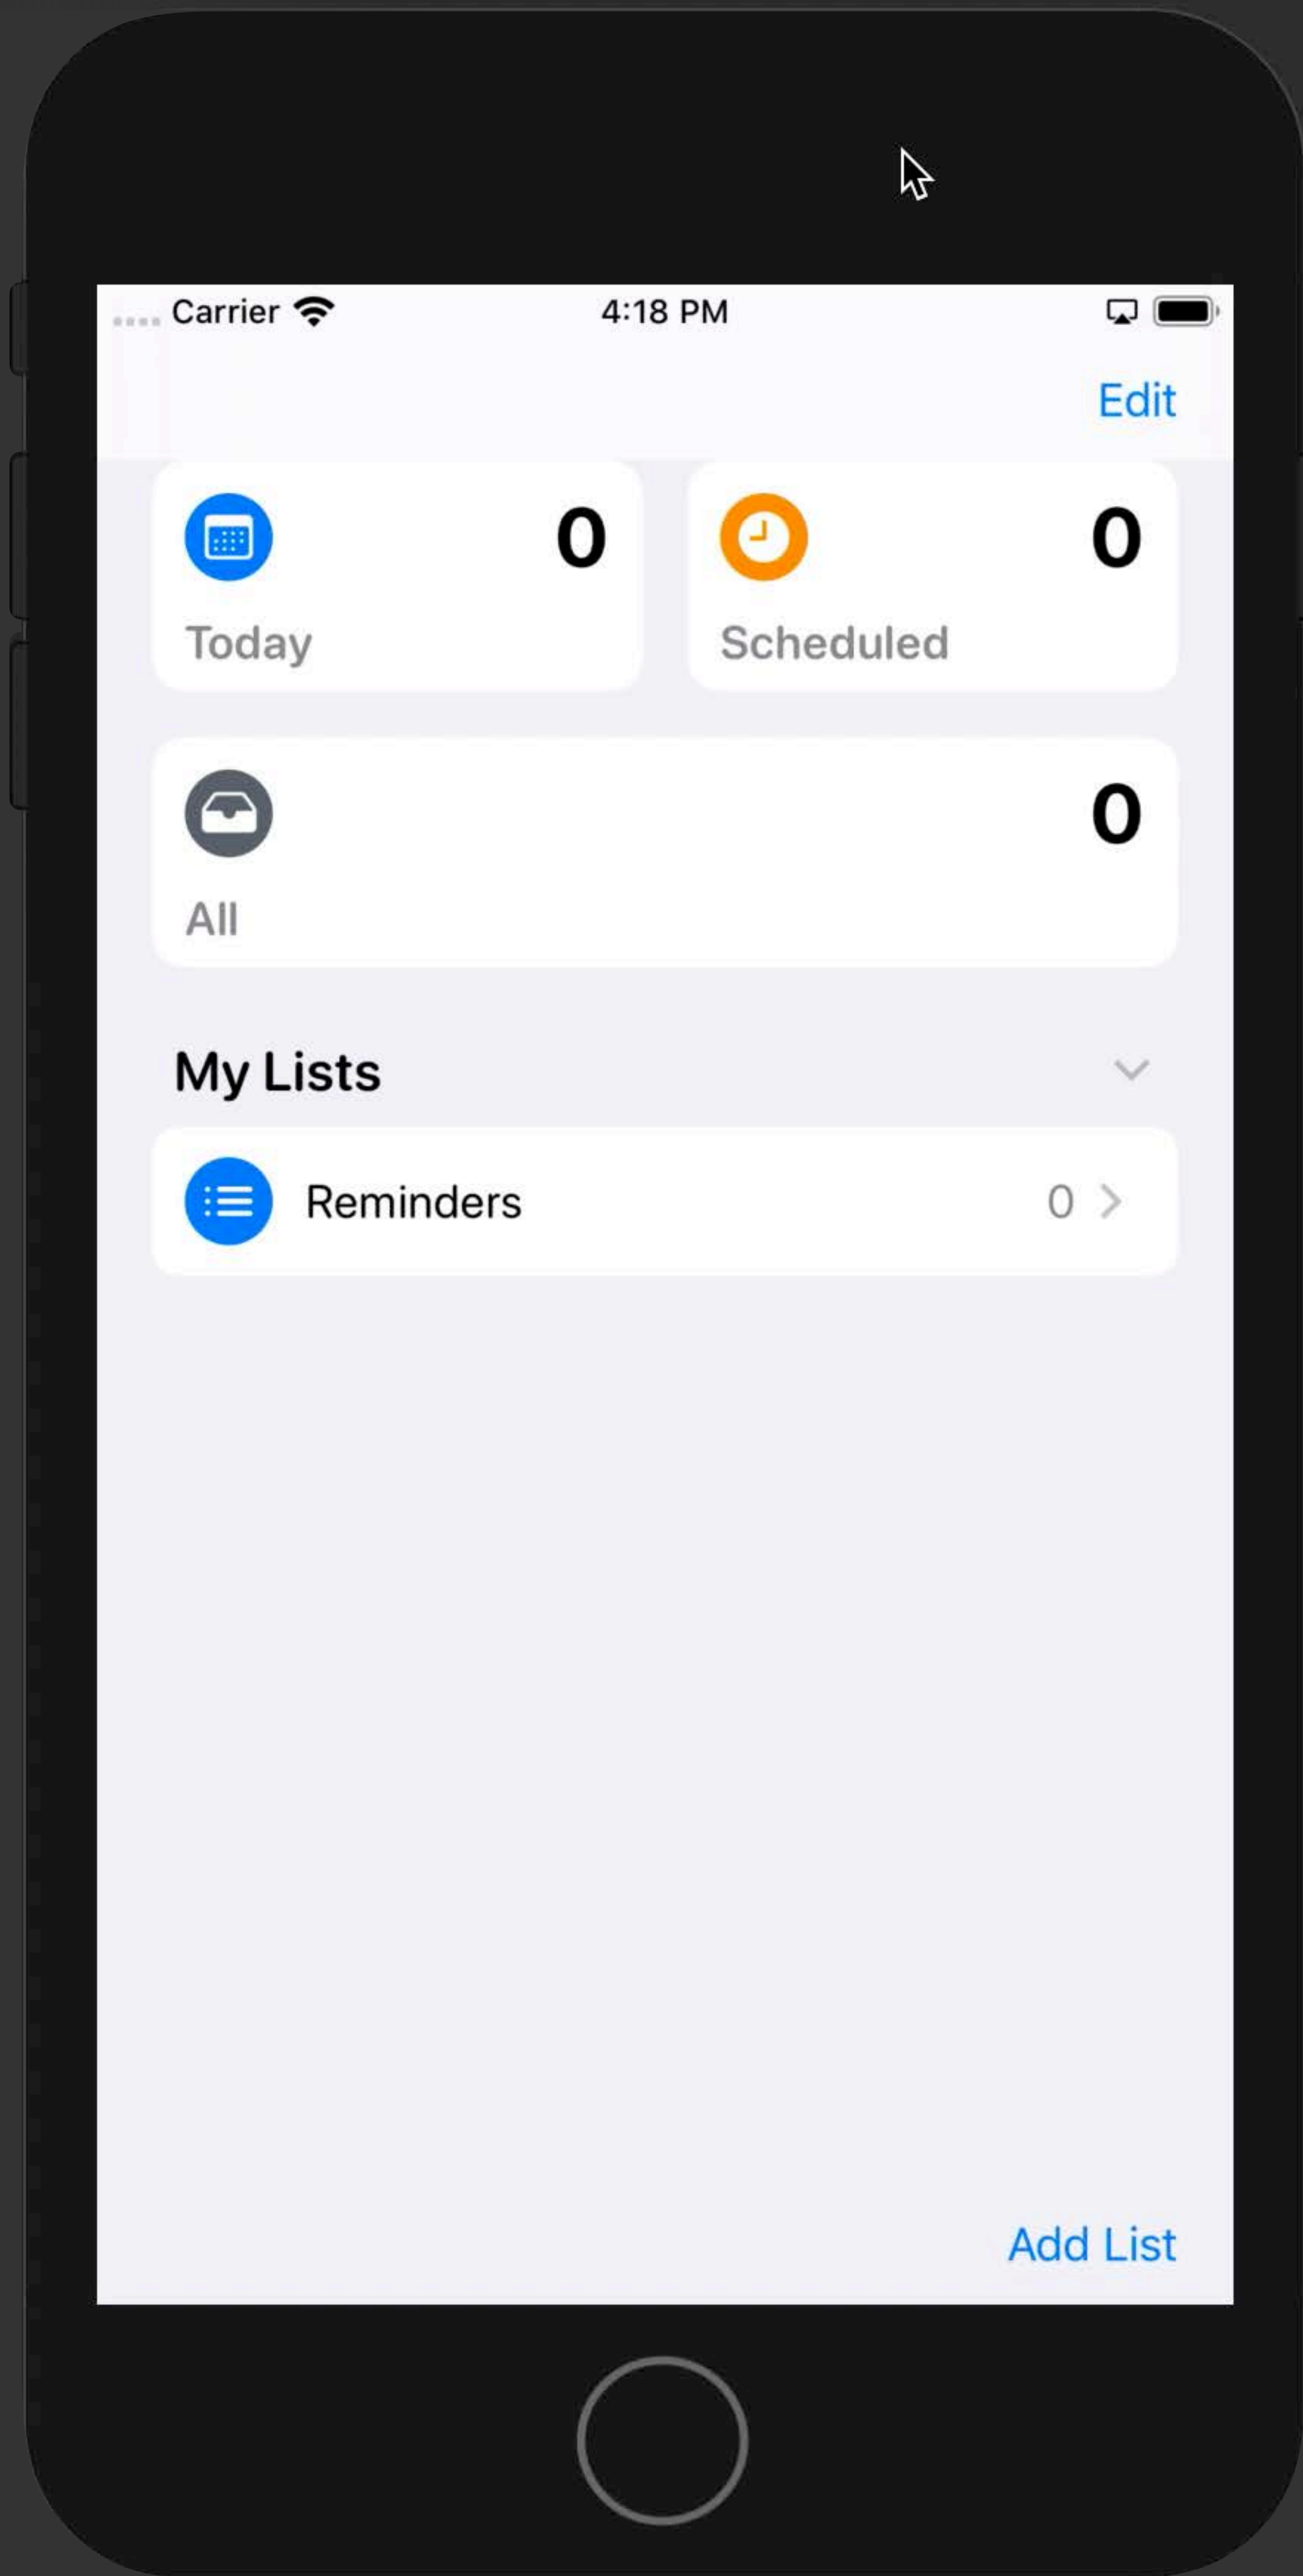 Carrier 4:18 PM
Edit
0 0
Today Scheduled
0
All
My Lists
Reminders 0
Add List